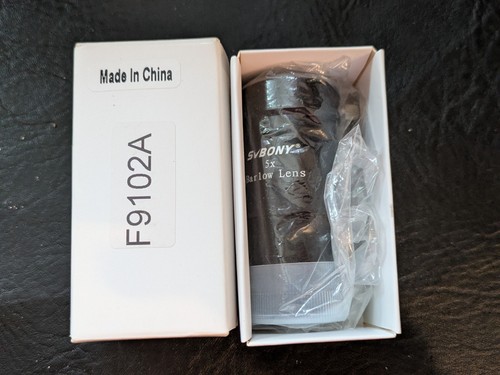 Made In China
F9102A
SVBONY®
5x
Barlow Lens